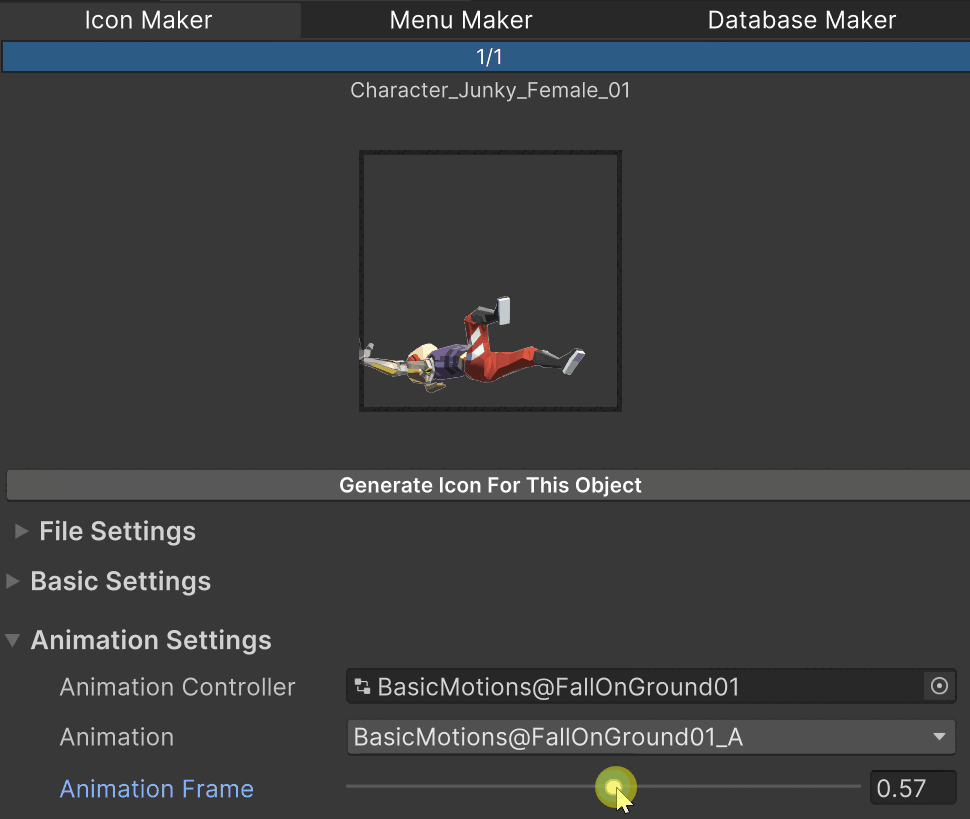 Icon Maker Menu Maker Database Maker
1/1
Character_Junky_Female_01
Generate Icon For This Object
File Settings
Basic Settings
Animation Settings
Animation Controller BasicMotions@FallOnGround01
Animation BasicMotions@FallOnGround01_A
Animation Frame 0.57